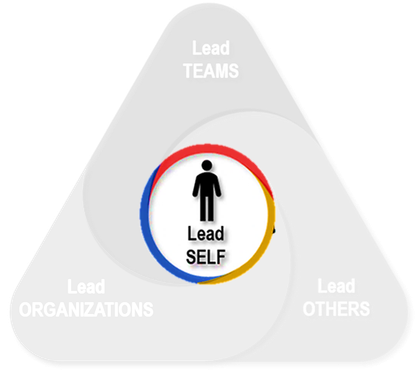 Lead
TEAMS
Lead
SELF
Lead
ORGANIZATIONS
Lead
OTHERS